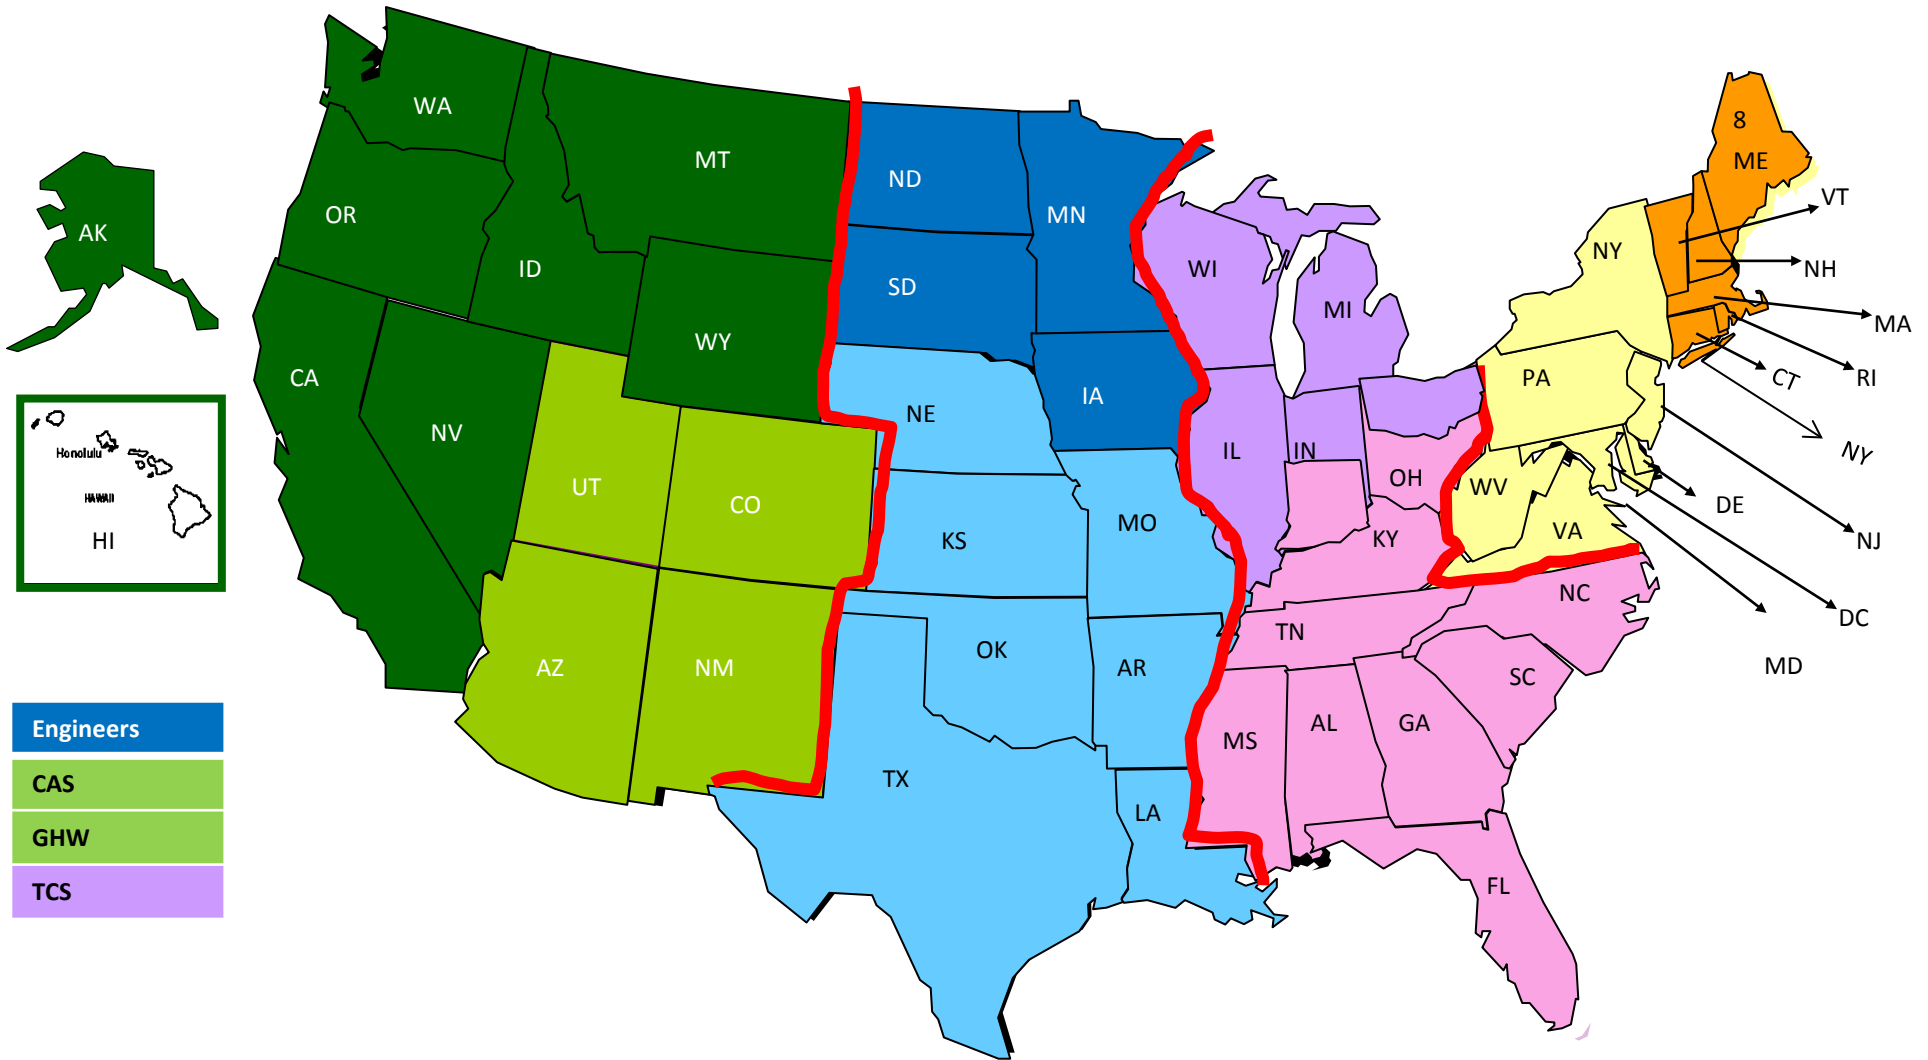 WA
8
ME
MT
VT
ND
OR
MN
AK
NY
ID
WI
NH
SD
MI
MA
WY
CA
PA
RI
CT
IA
NE
NV
IL
IN
NY
Honolulu
OH
UT
WV
HAWAII
CO
DE
MO
VA
HI
KS
KY
NJ
NC
DC
TN
OK
AZ
NM
AR
MD
SC
Engineers
GA
AL
MS
CAS
TX
LA
GHW
TCS
FL